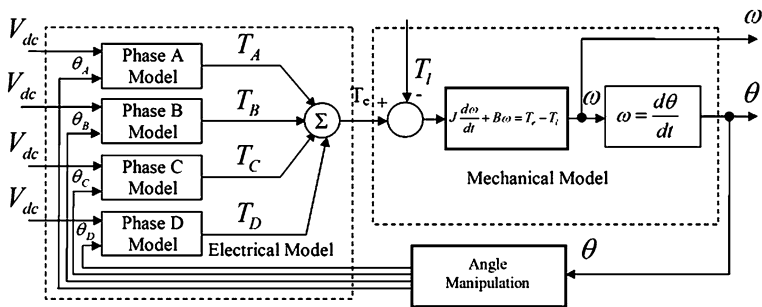 V_dc
θ_A
Phase A
Model
T_A
V_dc
θ_B
Phase B
Model
T_B
V_dc
θ_C
Phase C
Model
T_C
V_dc
θ_D
Phase D
Model
T_D
Σ
Electrical Model
T_e
+
-
T_l
J dω/dt + Bω = T_e − T_l
ω
ω = dθ/dt
ω
θ
Mechanical Model
θ
Angle
Manipulation